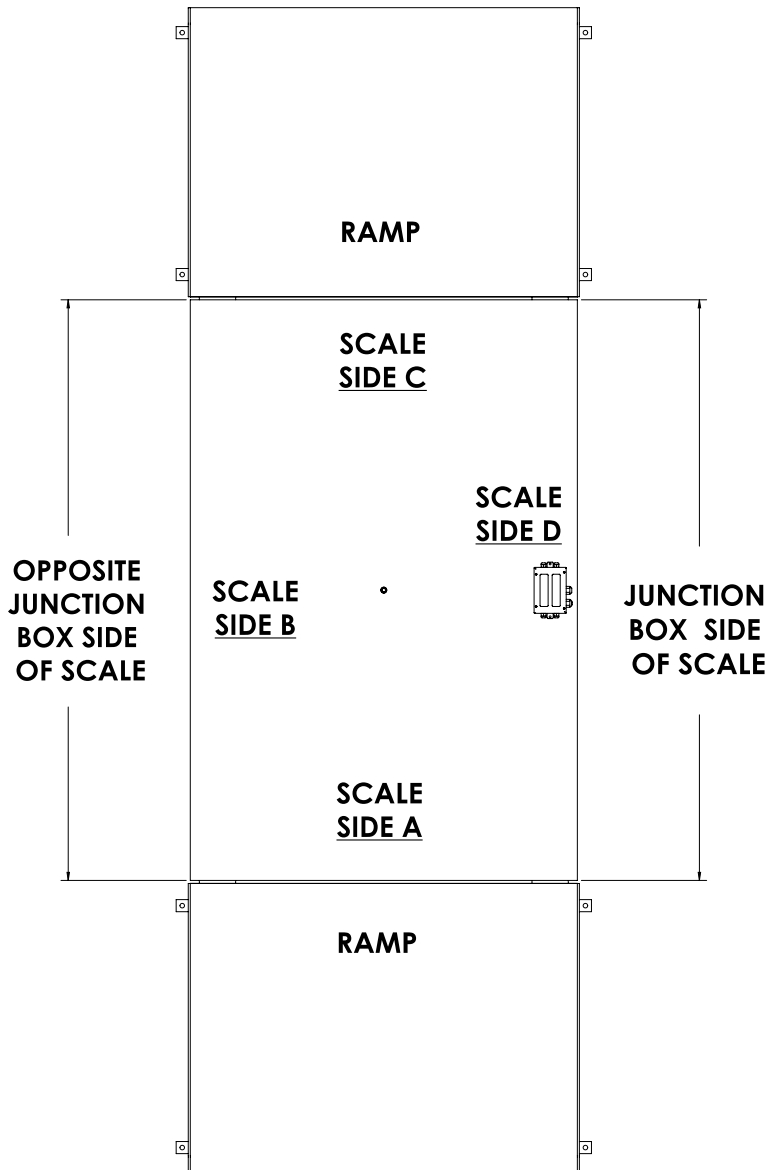 RAMP
SCALE
SIDE C
SCALE
SIDE D
OPPOSITE
JUNCTION
BOX SIDE
OF SCALE
SCALE
SIDE B
JUNCTION
BOX SIDE
OF SCALE
SCALE
SIDE A
RAMP